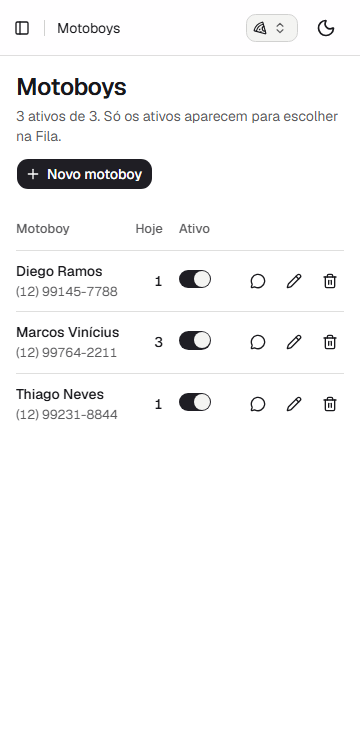 Motoboys
Motoboys
3 ativos de 3. Só os ativos aparecem para escolher
na Fila.
Novo motoboy
Motoboy Hoje Ativo
Diego Ramos
(12) 99145-7788
1
Marcos Vinícius
(12) 99764-2211
3
Thiago Neves
(12) 99231-8844
1